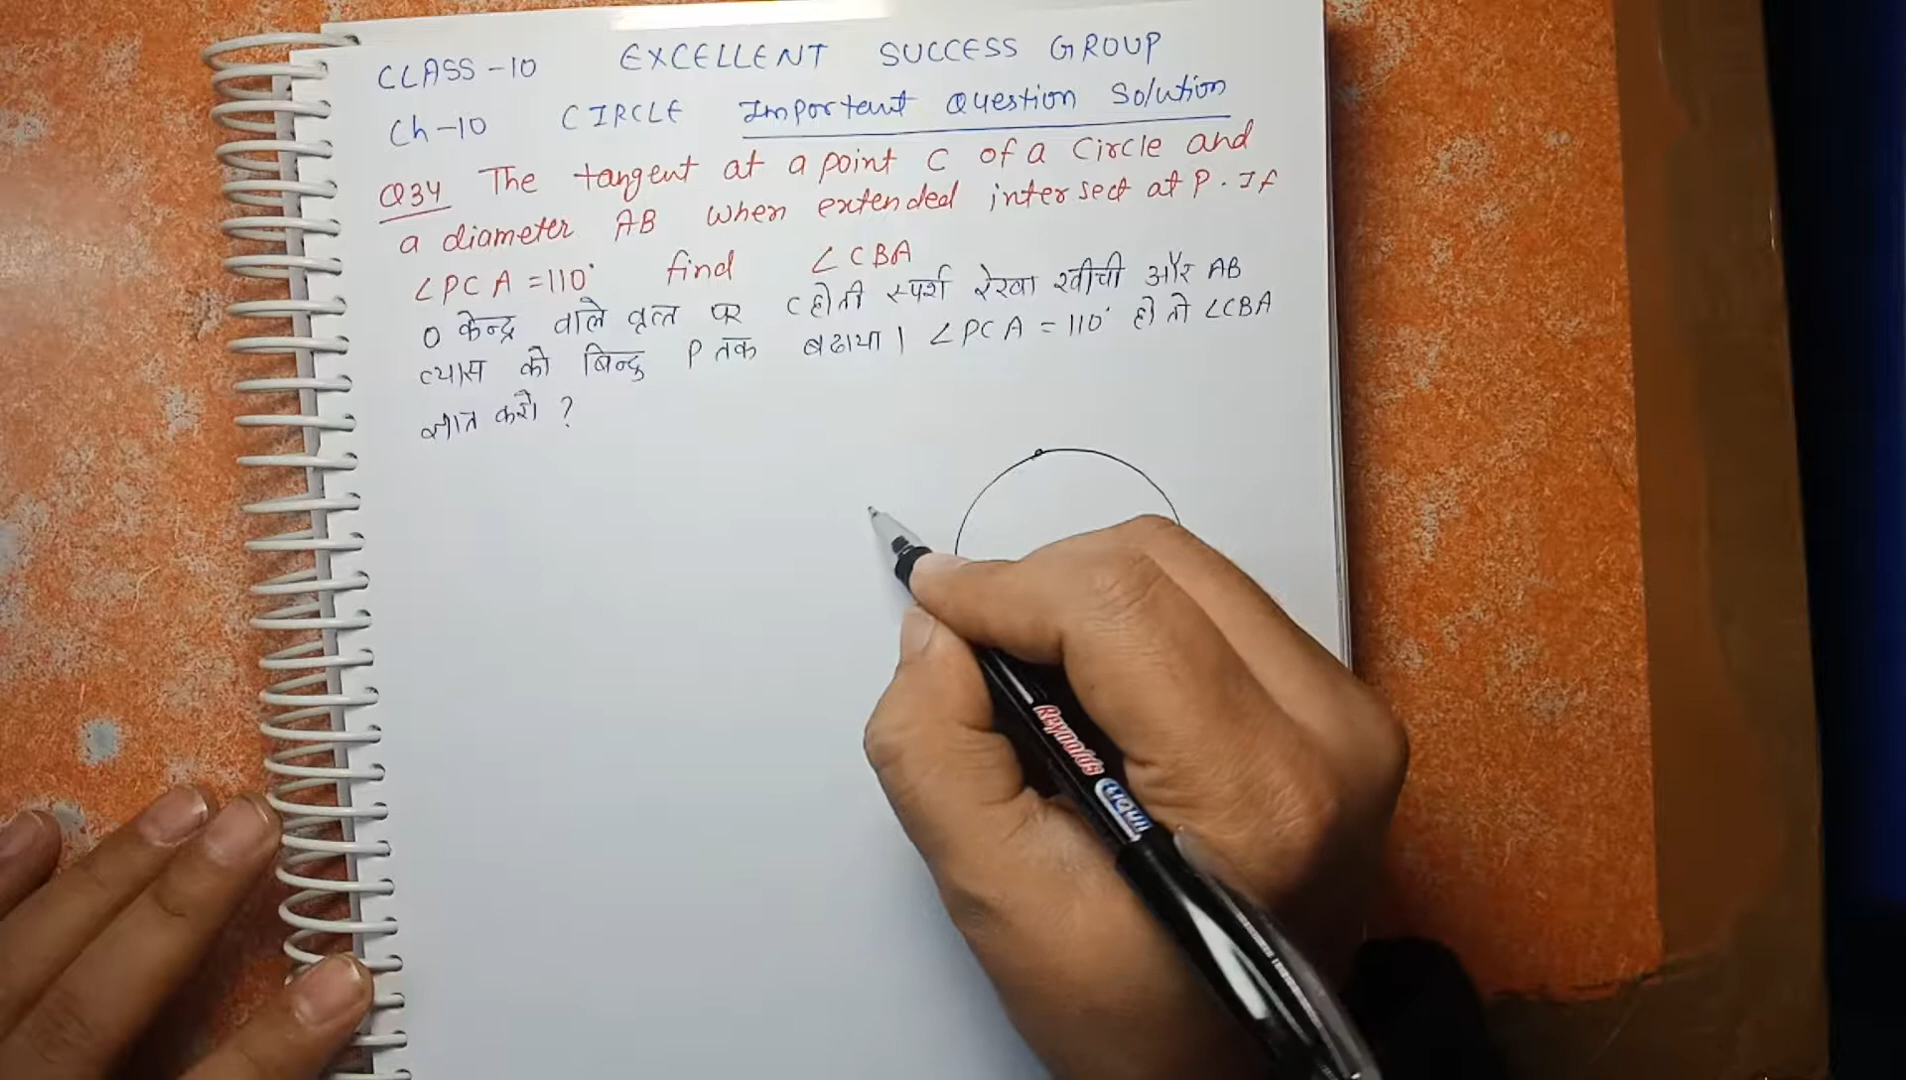 CLASS-10 EXCELLENT SUCCESS GROUP
Ch-10 CIRCLE Important Question Solution
Q34 The tangent at a point C of a Circle and
a diameter AB when extended intersect at P. If
∠PCA=110° find ∠CBA
O केन्द्र वाले वृत्त पर C होती स्पर्श रेखा खीची और AB
व्यास को बिन्दु P तक बढाया। ∠PCA=110° हो तो ∠CBA
ज्ञात करो ?
Reynolds
LIQUI